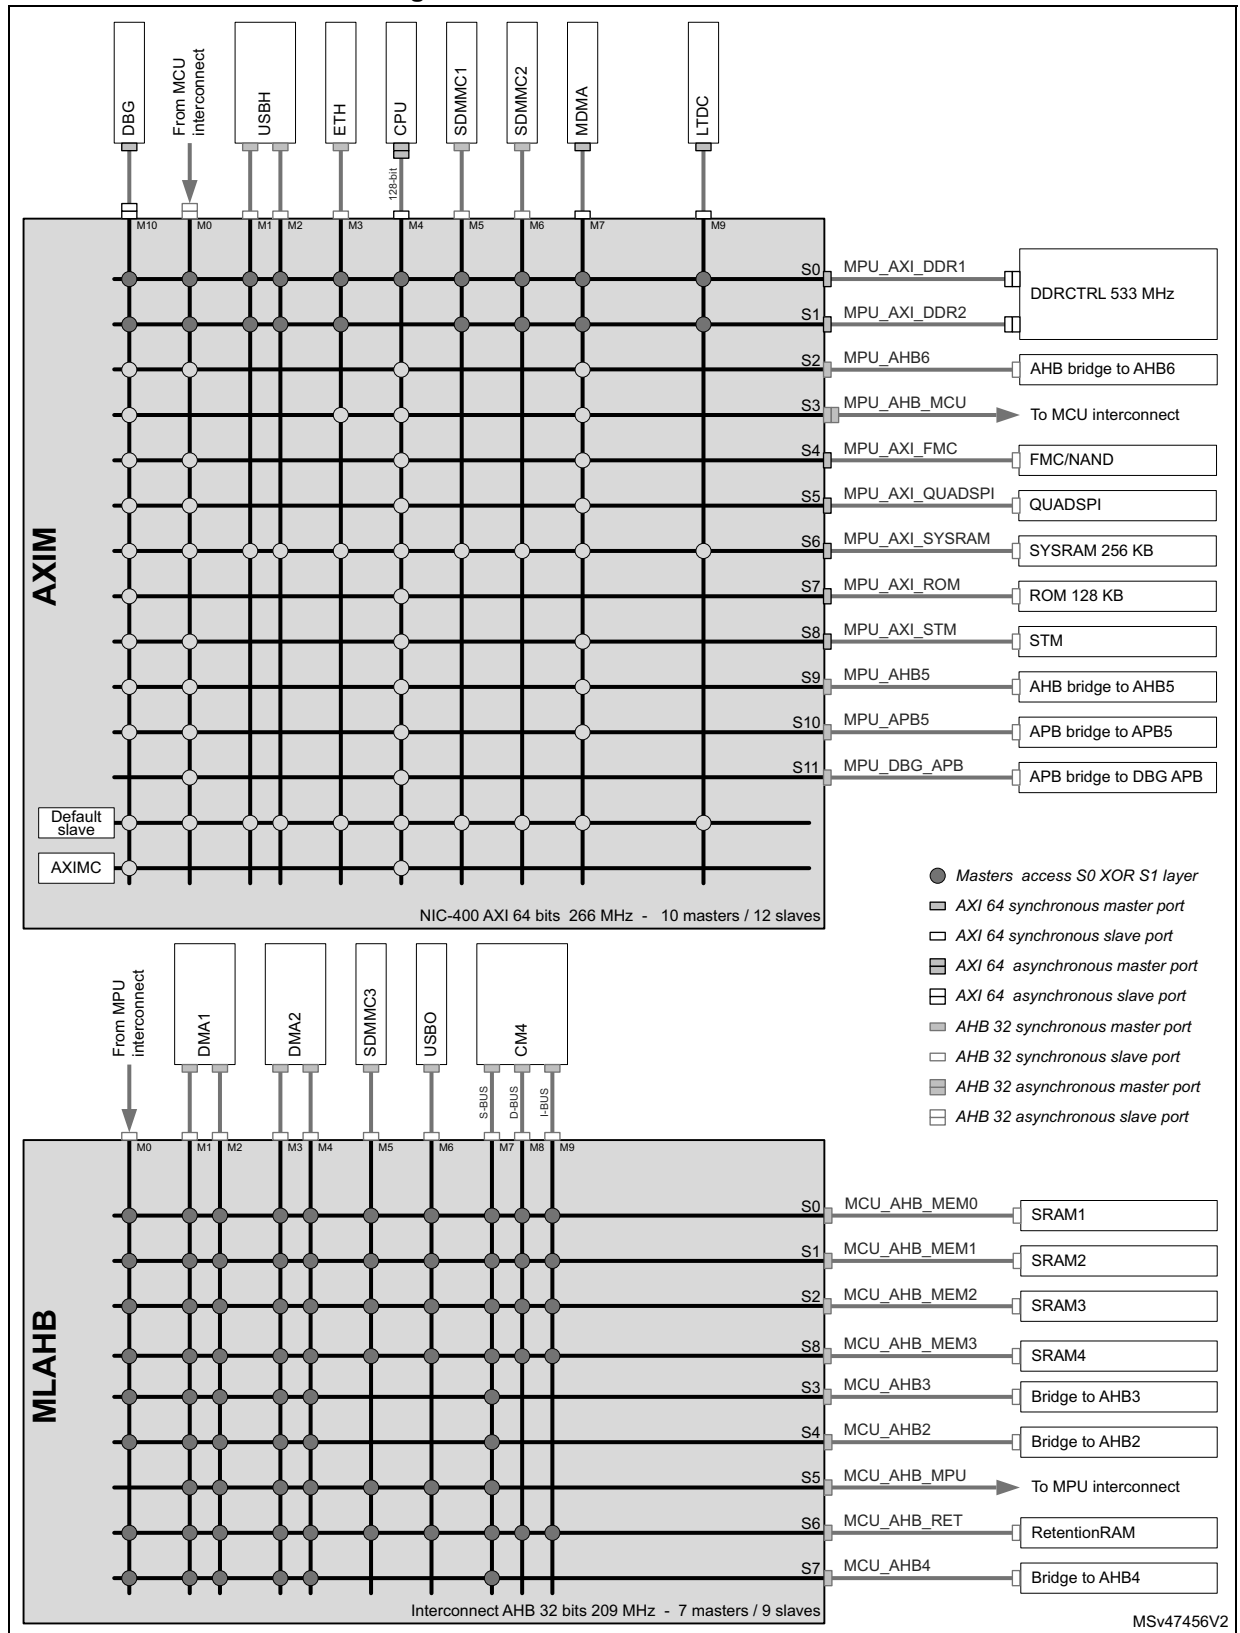 DBG
From MCU
interconnect
USBH
ETH
CPU
SDMMC1
SDMMC2
MDMA
LTDC
128-bit
M10
M0
M1
M2
M3
M4
M5
M6
M7
M9
AXIM
S0
MPU_AXI_DDR1
DDRCTRL 533 MHz
S1
MPU_AXI_DDR2
S2
MPU_AHB6
AHB bridge to AHB6
S3
MPU_AHB_MCU
To MCU interconnect
S4
MPU_AXI_FMC
FMC/NAND
S5
MPU_AXI_QUADSPI
QUADSPI
S6
MPU_AXI_SYSRAM
SYSRAM 256 KB
S7
MPU_AXI_ROM
ROM 128 KB
S8
MPU_AXI_STM
STM
S9
MPU_AHB5
AHB bridge to AHB5
S10
MPU_APB5
APB bridge to APB5
S11
MPU_DBG_APB
APB bridge to DBG APB
Default
slave
AXIMC
NIC-400 AXI 64 bits 266 MHz - 10 masters / 12 slaves
Masters access S0 XOR S1 layer
AXI 64 synchronous master port
AXI 64 synchronous slave port
AXI 64 asynchronous master port
AXI 64 asynchronous slave port
AHB 32 synchronous master port
AHB 32 synchronous slave port
AHB 32 asynchronous master port
AHB 32 asynchronous slave port
From MPU
interconnect
DMA1
DMA2
SDMMC3
USBO
CM4
S-BUS
D-BUS
I-BUS
M0
M1
M2
M3
M4
M5
M6
M7
M8
M9
MLAHB
S0
MCU_AHB_MEM0
SRAM1
S1
MCU_AHB_MEM1
SRAM2
S2
MCU_AHB_MEM2
SRAM3
S8
MCU_AHB_MEM3
SRAM4
S3
MCU_AHB3
Bridge to AHB3
S4
MCU_AHB2
Bridge to AHB2
S5
MCU_AHB_MPU
To MPU interconnect
S6
MCU_AHB_RET
RetentionRAM
S7
MCU_AHB4
Bridge to AHB4
Interconnect AHB 32 bits 209 MHz - 7 masters / 9 slaves
MSv47456V2